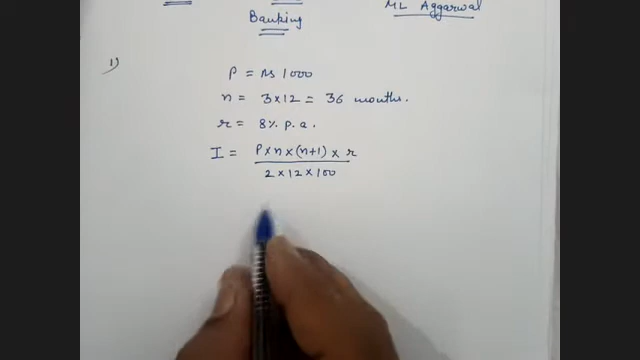 ML Aggarwal
Banking
1)
P = Rs 1000
n = 3×12 = 36 months.
r = 8% p.a.
I = P×n×(n+1)×r
2×12×100